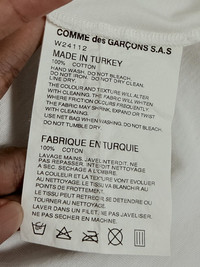 COMME des GARÇONS S.A.S
W24112
MADE IN TURKEY
100% COTTON
HAND WASH. DO NOT BLEACH.
DO NOT IRON. DO NOT DRY CLEAN.
LINE DRY.
THE COLOUR AND TEXTURE WILL ALTER
WITH CLEANING. THE FABRIC WILL WHITEN
WHERE FRICTION OCCURS FREQUENTLY.
THE FABRIC MAY SHRINK, EXPAND OR TWIST
WITH CLEANING.
USE NET BAG WHEN WASHING. DO NOT BLEACH.
DO NOT TUMBLE DRY.
FABRIQUE EN TURQUIE
100% COTON
LAVAGE MAINS. JAVEL INTERDIT. NE
PAS REPASSER. NETTOYAGE INTERDIT
A SEC. SECHAGE A L'OMBRE.
LA COULEUR ET LA TEXTURE VONT EVOLUER
AU NETTOYAGE. LE TISSU VA BLANCHIR AU
POINTS DE FROTTEMENT.
LE TISSU PEUT RETRECIR, SE DEFORMER OU
TOURNER AU NETTOYAGE.
LAVER DANS UN FILET. NE PAS JAVELISER.
NE PAS SECHER EN MACHINE.